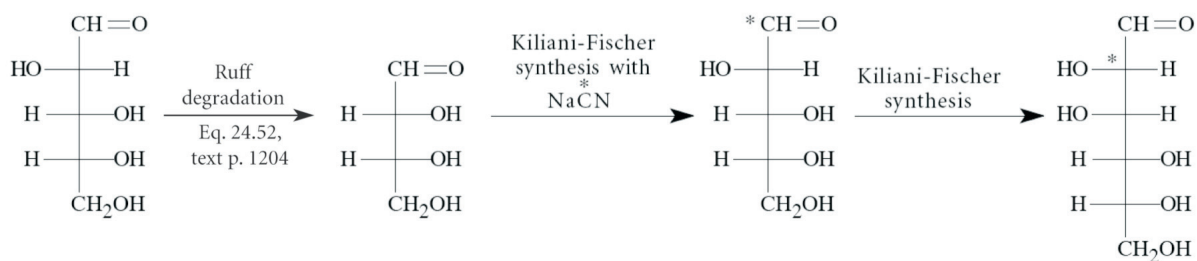 CH=O
HO H
H OH
H OH
CH₂OH
Ruff
degradation
Eq. 24.52,
text p. 1204
CH=O
H OH
H OH
CH₂OH
Kiliani-Fischer
synthesis with
*
NaCN
* CH=O
HO H
H OH
H OH
CH₂OH
Kiliani-Fischer
synthesis
CH=O
HO * H
HO H
H OH
H OH
CH₂OH